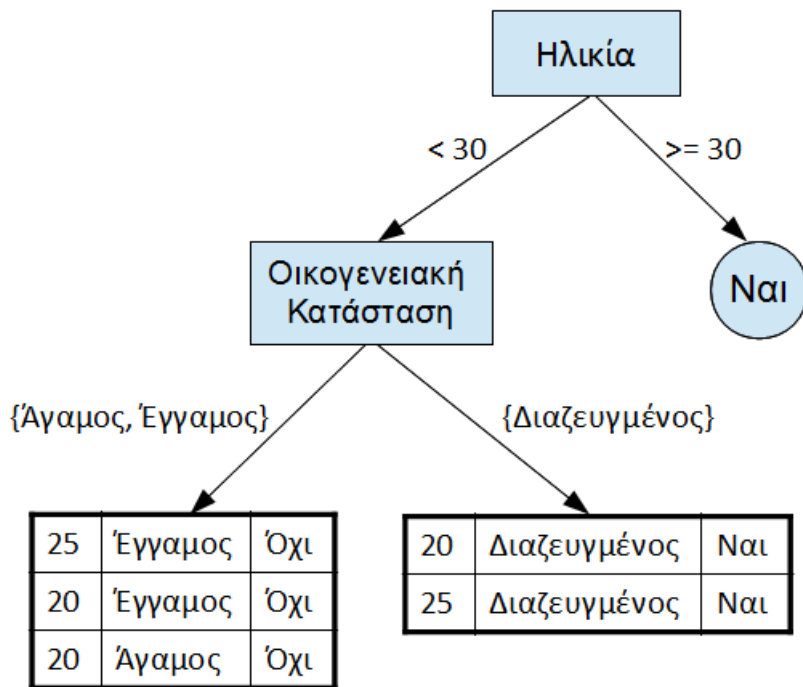 Ηλικία
< 30
>= 30
Οικογενειακή
Κατάσταση
Ναι
{Άγαμος, Έγγαμος}
{Διαζευγμένος}
25 Έγγαμος Όχι
20 Έγγαμος Όχι
20 Άγαμος Όχι
20 Διαζευγμένος Ναι
25 Διαζευγμένος Ναι